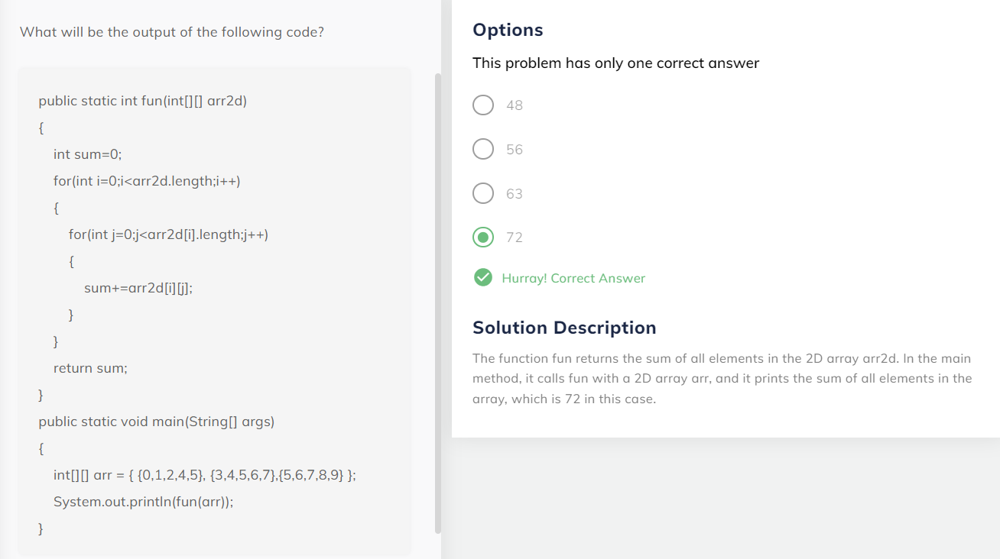 What will be the output of the following code?
public static int fun(int[][] arr2d)
{
int sum=0;
for(int i=0;i<arr2d.length;i++)
{
for(int j=0;j<arr2d[i].length;j++)
{
sum+=arr2d[i][j];
}
}
return sum;
}
public static void main(String[] args)
{
int[][] arr = { {0,1,2,4,5}, {3,4,5,6,7},{5,6,7,8,9} };
System.out.println(fun(arr));
}
Options
This problem has only one correct answer
48
56
63
72
Hurray! Correct Answer
Solution Description
The function fun returns the sum of all elements in the 2D array arr2d. In the main
method, it calls fun with a 2D array arr, and it prints the sum of all elements in the
array, which is 72 in this case.